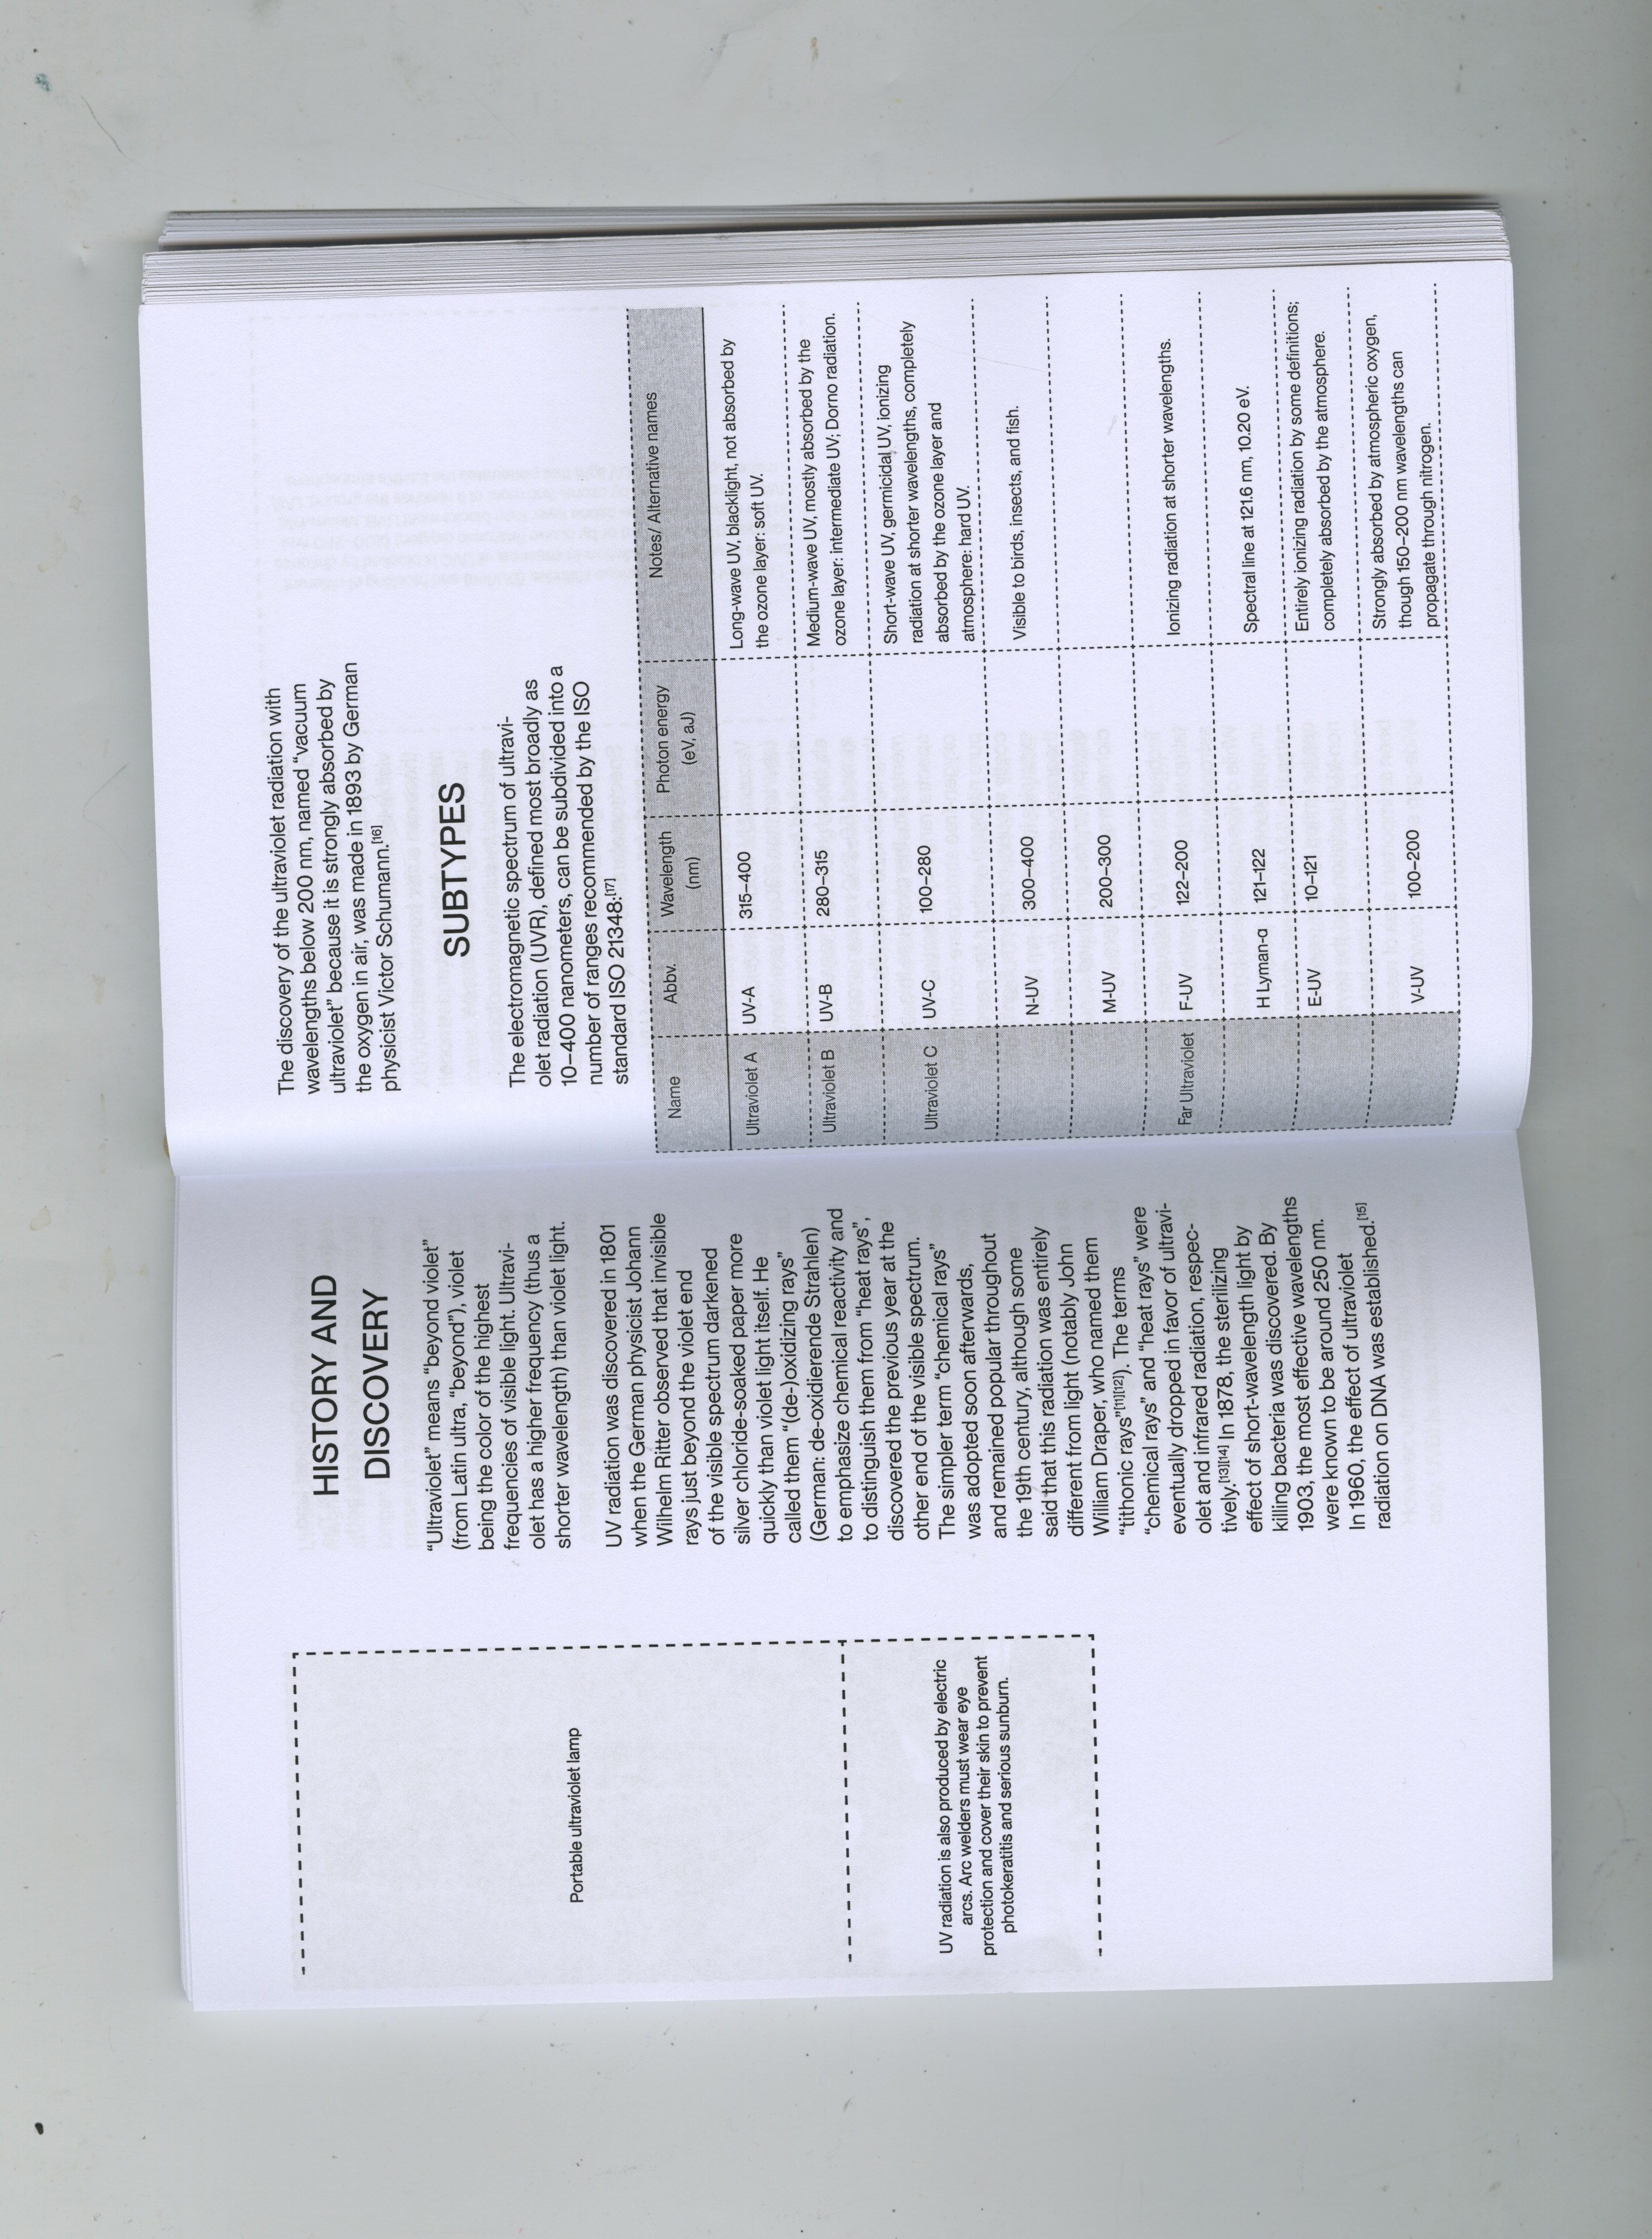 Portable ultraviolet lamp
UV radiation is also produced by electric
arcs. Arc welders must wear eye
protection and cover their skin to prevent
photokeratitis and serious sunburn.
HISTORY AND
DISCOVERY
“Ultraviolet” means “beyond violet”
(from Latin ultra, “beyond”), violet
being the color of the highest
frequencies of visible light. Ultravi-
olet has a higher frequency (thus a
shorter wavelength) than violet light.
UV radiation was discovered in 1801
when the German physicist Johann
Wilhelm Ritter observed that invisible
rays just beyond the violet end
of the visible spectrum darkened
silver chloride-soaked paper more
quickly than violet light itself. He
called them “(de-)oxidizing rays”
(German: de-oxidierende Strahlen)
to emphasize chemical reactivity and
to distinguish them from “heat rays”,
discovered the previous year at the
other end of the visible spectrum.
The simpler term “chemical rays”
was adopted soon afterwards,
and remained popular throughout
the 19th century, although some
said that this radiation was entirely
different from light (notably John
William Draper, who named them
“tithonic rays”[11][12]). The terms
“chemical rays” and “heat rays” were
eventually dropped in favor of ultravi-
olet and infrared radiation, respec-
tively.[13][14] In 1878, the sterilizing
effect of short-wavelength light by
killing bacteria was discovered. By
1903, the most effective wavelengths
were known to be around 250 nm.
In 1960, the effect of ultraviolet
radiation on DNA was established.[15]
The discovery of the ultraviolet radiation with
wavelengths below 200 nm, named “vacuum
ultraviolet” because it is strongly absorbed by
the oxygen in air, was made in 1893 by German
physicist Victor Schumann.[16]
SUBTYPES
The electromagnetic spectrum of ultravi-
olet radiation (UVR), defined most broadly as
10–400 nanometers, can be subdivided into a
number of ranges recommended by the ISO
standard ISO 21348:[17]
Name Abbv. Wavelength (nm) Photon energy (eV, aJ) Notes/ Alternative names
Ultraviolet A UV-A 315–400 Long-wave UV, blacklight, not absorbed by
the ozone layer: soft UV.
Ultraviolet B UV-B 280–315 Medium-wave UV, mostly absorbed by the
ozone layer: intermediate UV; Dorno radiation.
Ultraviolet C UV-C 100–280 Short-wave UV, germicidal UV, ionizing
radiation at shorter wavelengths, completely
absorbed by the ozone layer and
atmosphere: hard UV.
N-UV 300–400 Visible to birds, insects, and fish.
M-UV 200–300
Far Ultraviolet F-UV 122–200 Ionizing radiation at shorter wavelengths.
H Lyman-α 121–122 Spectral line at 121.6 nm, 10.20 eV.
E-UV 10–121 Entirely ionizing radiation by some definitions;
completely absorbed by the atmosphere.
V-UV 100–200 Strongly absorbed by atmospheric oxygen,
though 150–200 nm wavelengths can
propagate through nitrogen.